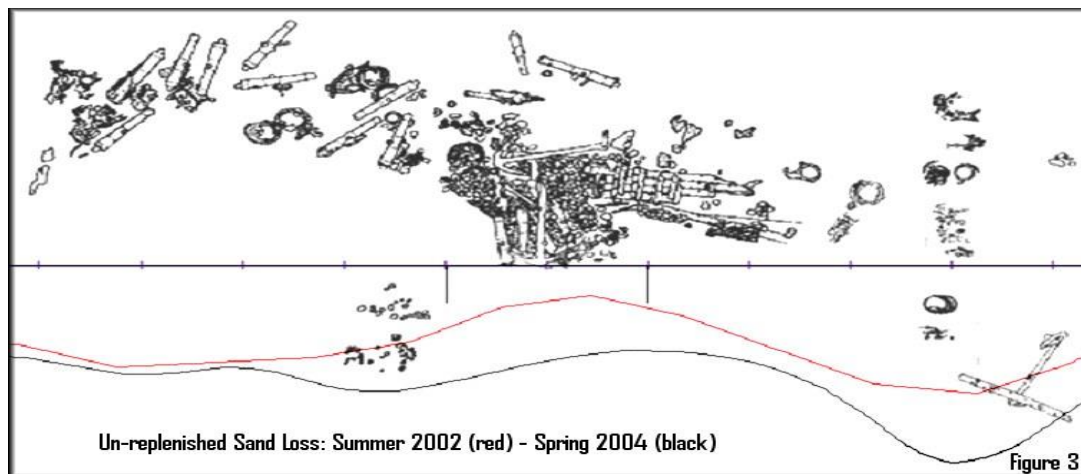 Un-replenished Sand Loss: Summer 2002 (red) - Spring 2004 (black)
Figure 3